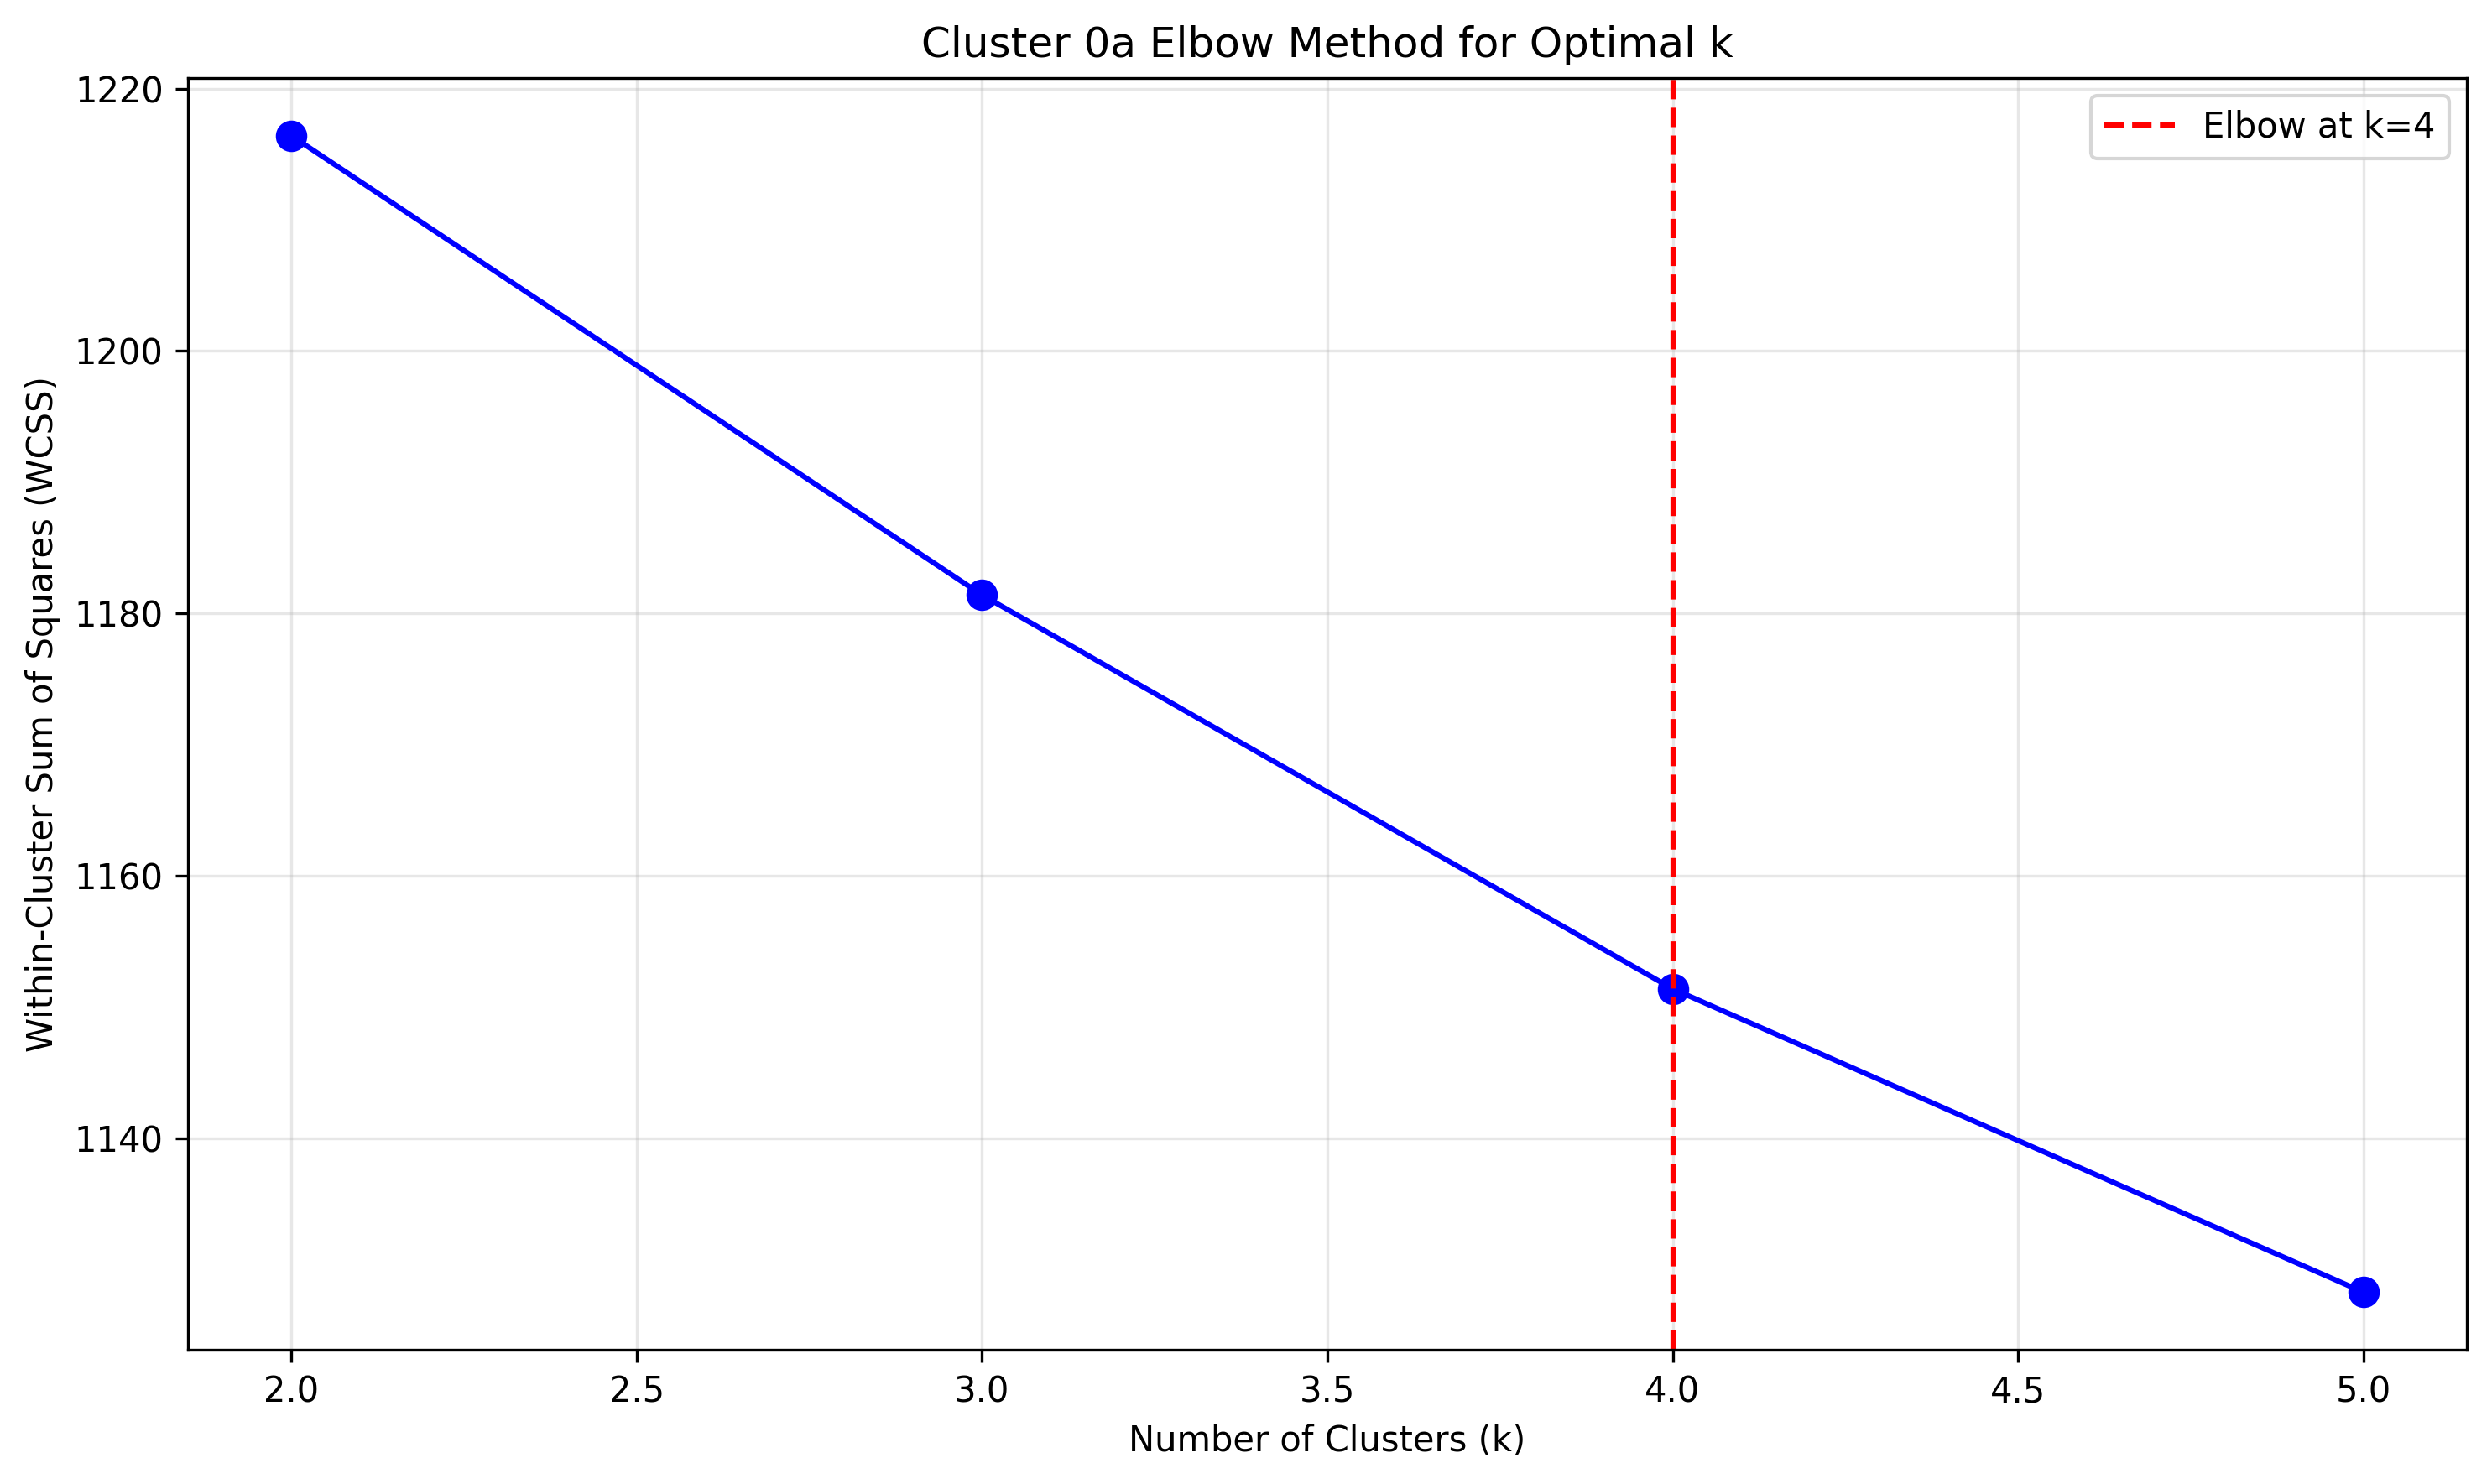 Cluster 0a Elbow Method for Optimal k
Elbow at k=4
Within-Cluster Sum of Squares (WCSS)
1220
1200
1180
1160
1140
2.0 2.5 3.0 3.5 4.0 4.5 5.0
Number of Clusters (k)